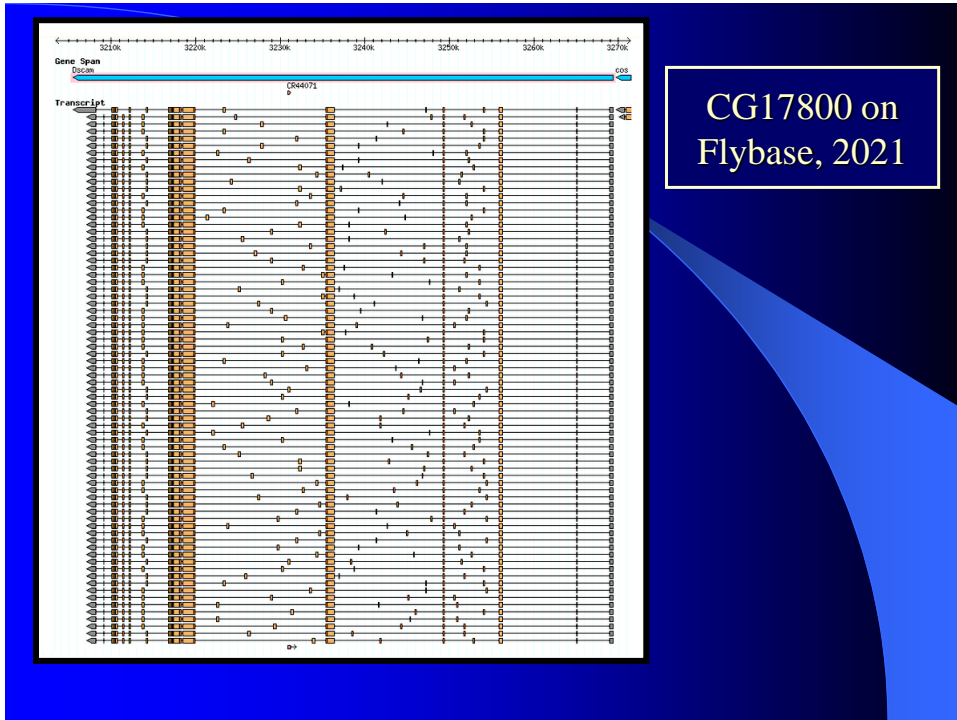 3210k 3220k 3230k 3240k 3250k 3260k 3270k
Gene Span
Dscam cos
CR44071
Transcript
CG17800 on
Flybase, 2021